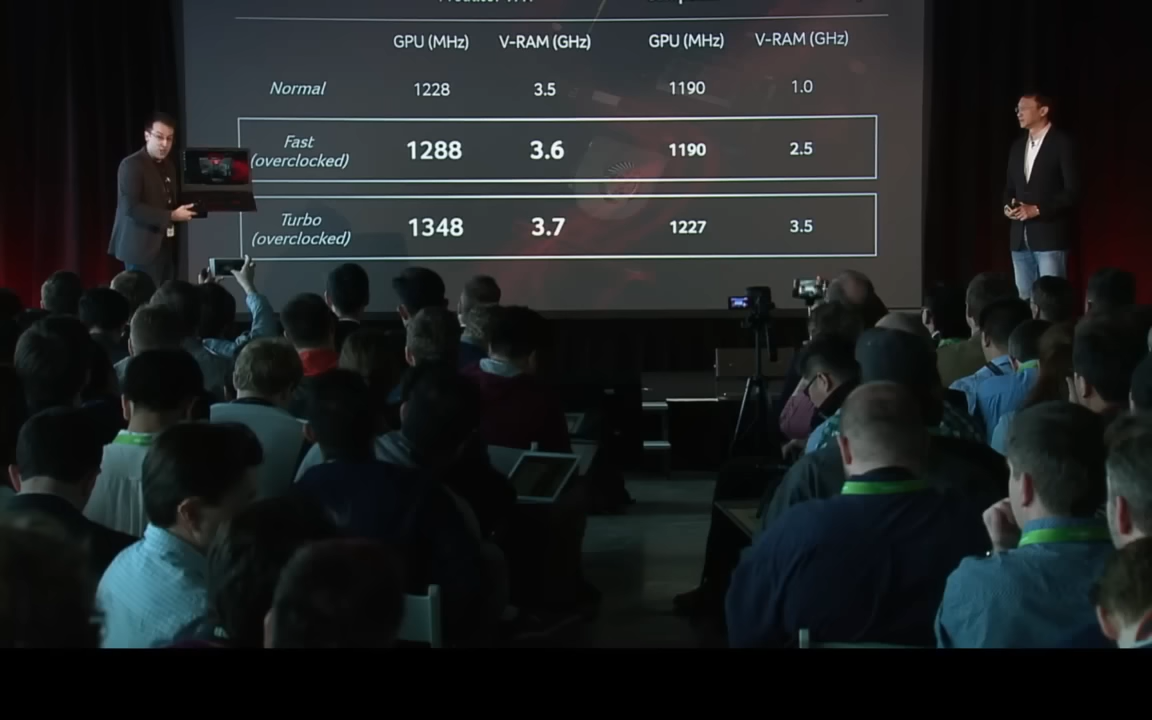 GPU (MHz) V-RAM (GHz) GPU (MHz) V-RAM (GHz)
Normal 1228 3.5 1190 1.0
Fast
(overclocked) 1288 3.6 1190 2.5
Turbo
(overclocked) 1348 3.7 1227 3.5